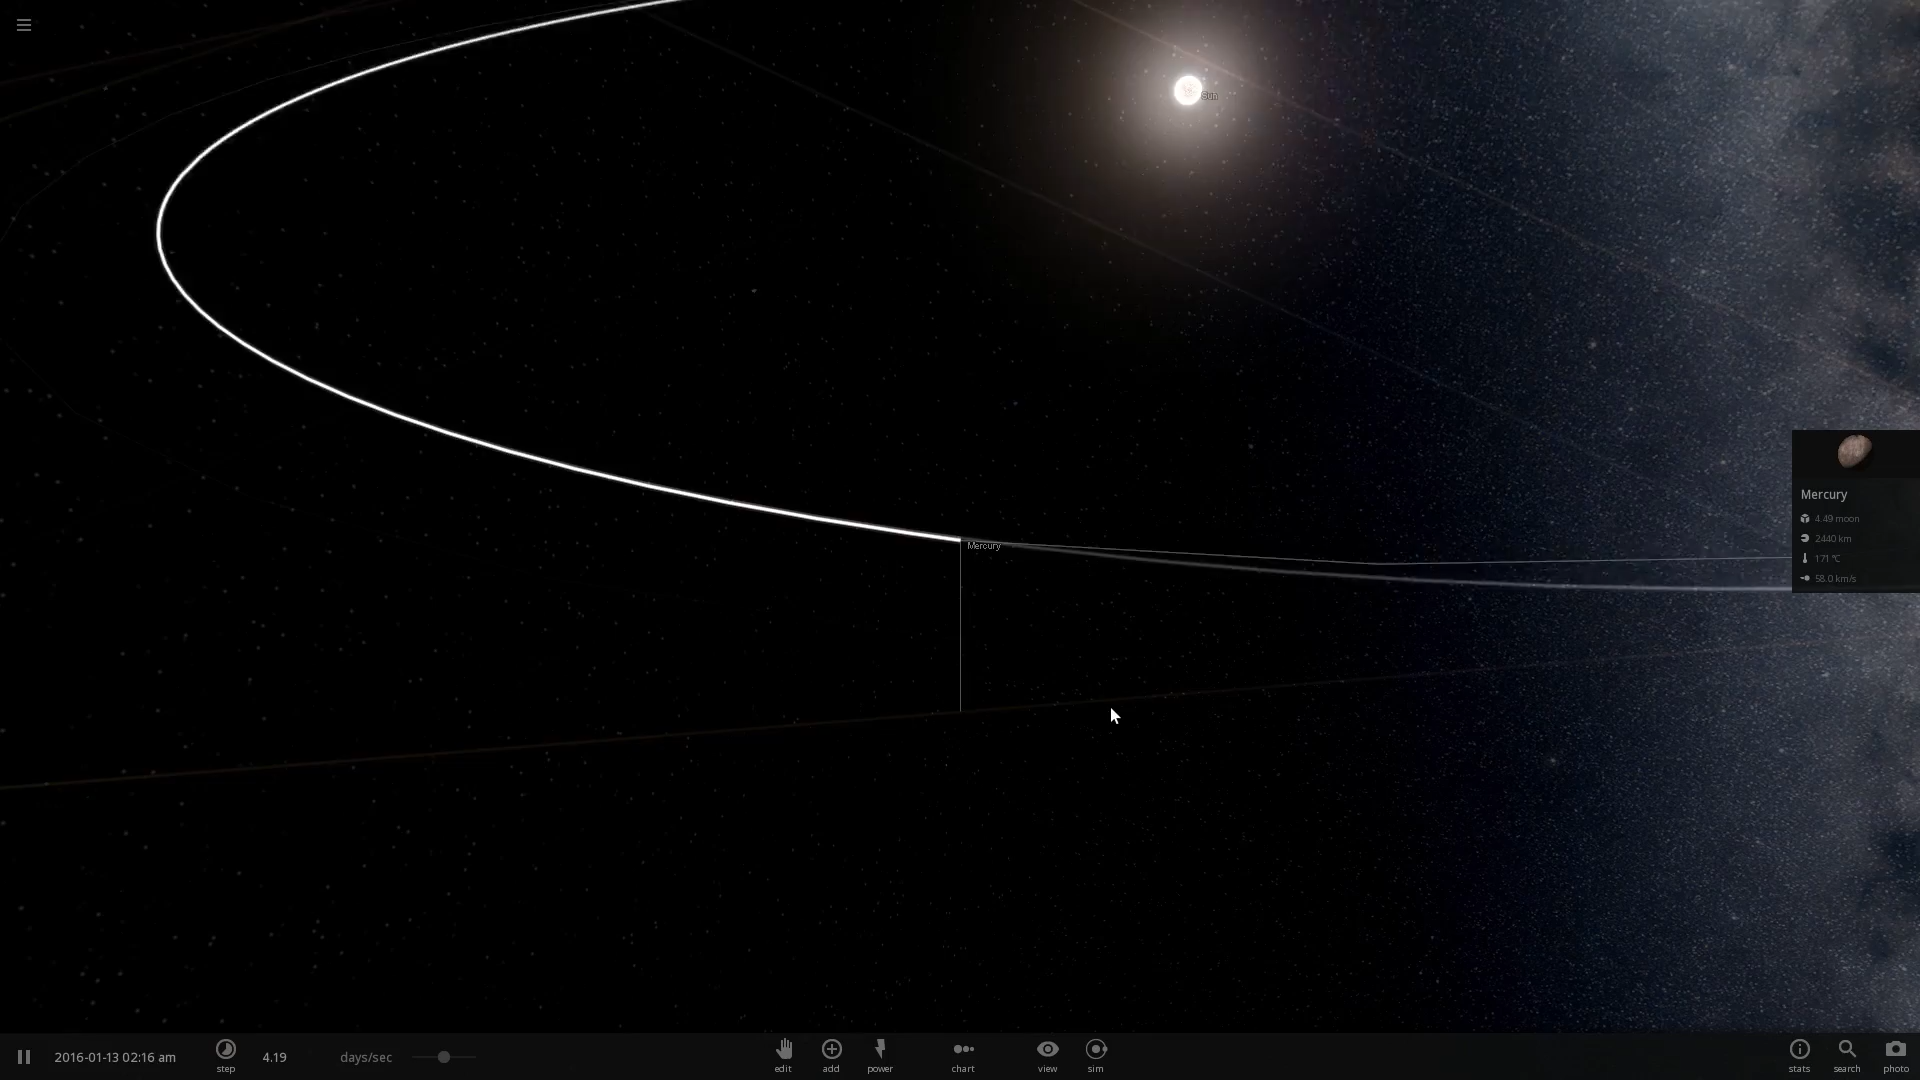 Sun
Mercury
Mercury
4.49 moon
2440 km
171 °C
58.0 km/s
2016-01-13 02:16 am
step
4.19
days/sec
edit
add
power
chart
view
sim
stats
search
photo